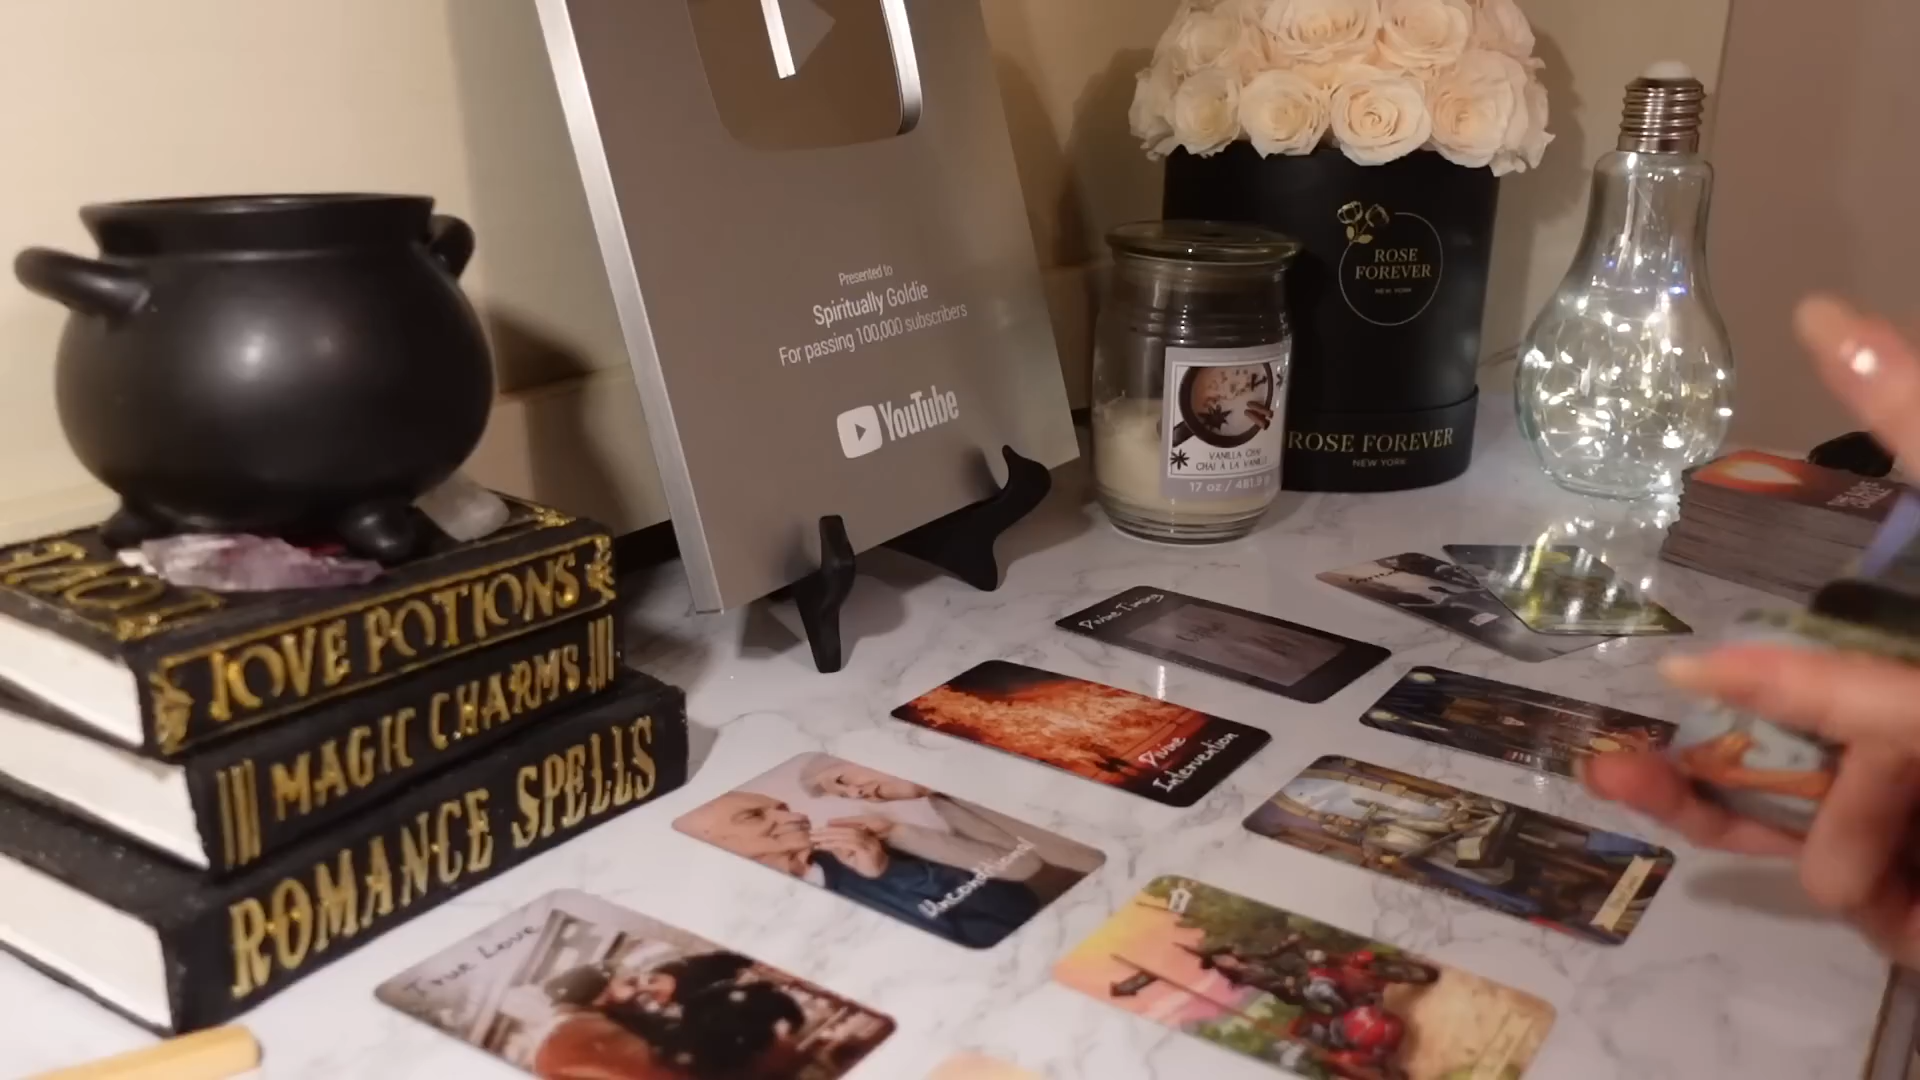 Presented to
Spiritually Goldie
For passing 100,000 subscribers
YouTube
ROSE
FOREVER
NEW YORK
ROSE FOREVER
NEW YORK
VANILLA CHAI
CHAI À LA VANILLE
17 oz / 481.9 g
LOVE POTIONS
MAGIC CHARMS
ROMANCE SPELLS
Divine Timing
Divine
Intervention
Unconditional
True Love